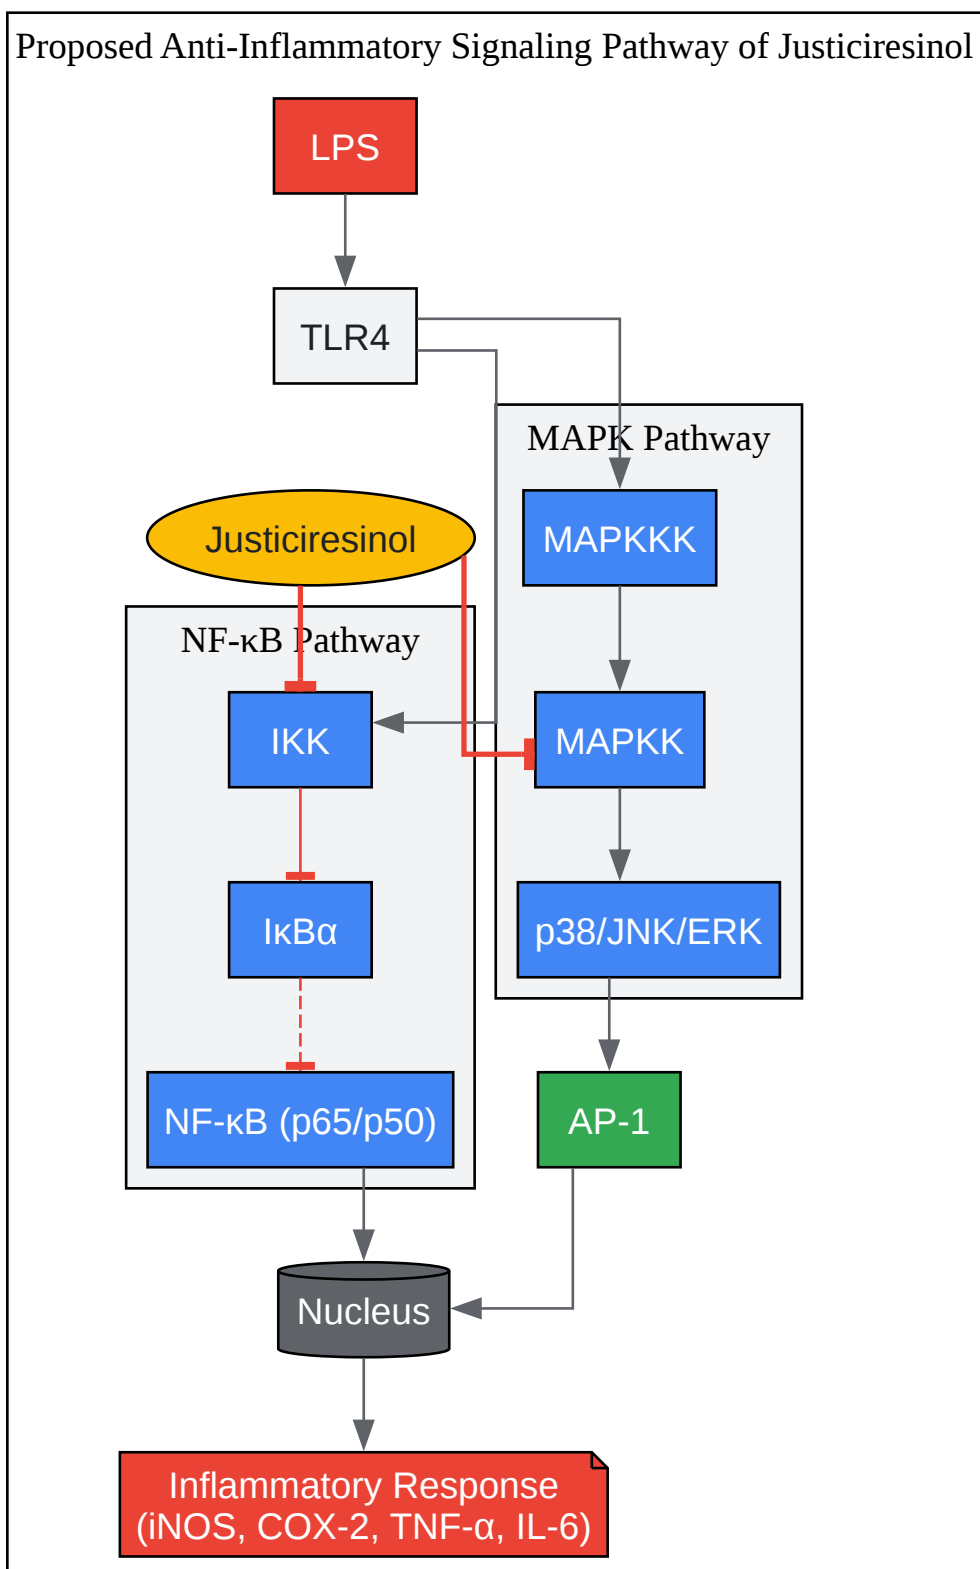 Proposed Anti-Inflammatory Signaling Pathway of Justiciresinol
LPS
TLR4
MAPK Pathway
Justiciresinol
MAPKKK
NF-κB Pathway
IKK
MAPKK
IκBα
p38/JNK/ERK
NF-κB (p65/p50)
AP-1
Nucleus
Inflammatory Response
(iNOS, COX-2, TNF-α, IL-6)